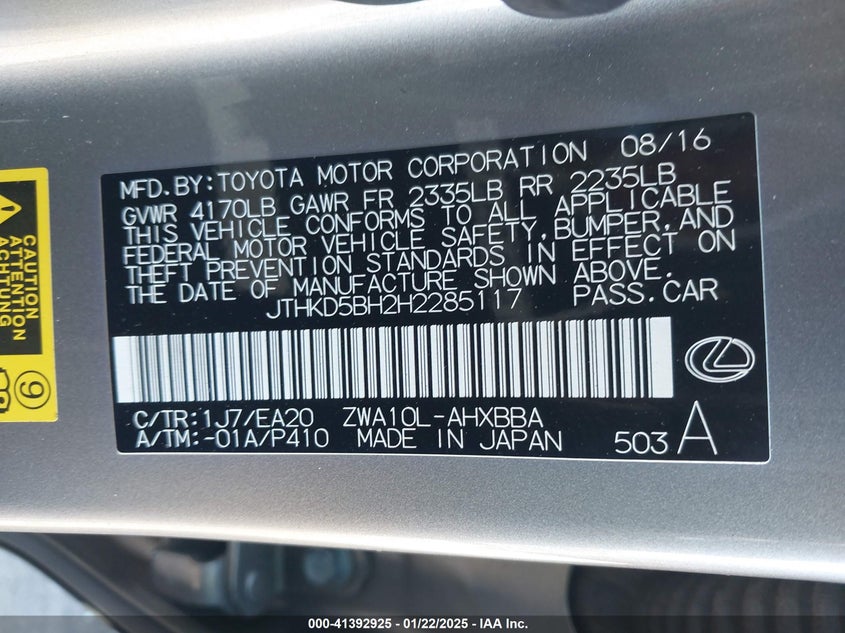 MFD.BY:TOYOTA MOTOR CORPORATION 08/16
GVWR 4170LB GAWR FR 2335LB RR 2235LB
THIS VEHICLE CONFORMS TO ALL APPLICABLE
FEDERAL MOTOR VEHICLE SAFETY,BUMPER,AND
THEFT PREVENTION STANDARDS IN EFFECT ON
THE DATE OF MANUFACTURE SHOWN ABOVE.
JTHKD5BH2H2285117 PASS.CAR
C/TR:1J7/EA20 ZWA10L-AHXBBA
A/TM:-01A/P410 MADE IN JAPAN 503 A
CAUTION
ATTENTION
ACHTUNG
9
000-41392925 - 01/22/2025 - IAA Inc.